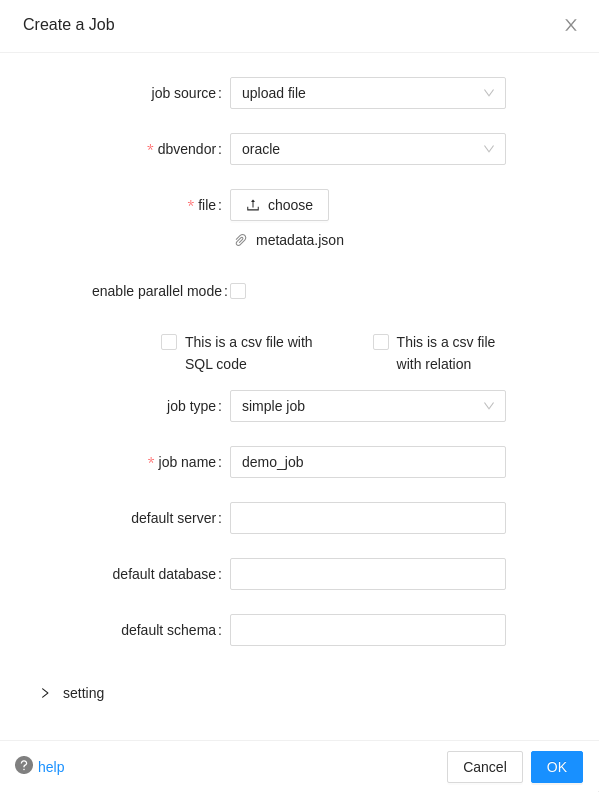 Create a Job
job source :
upload file
* dbvendor :
oracle
* file :
choose
metadata.json
enable parallel mode :
This is a csv file with
SQL code
This is a csv file
with relation
job type :
simple job
* job name :
demo_job
default server :
default database :
default schema :
setting
? help
Cancel
OK